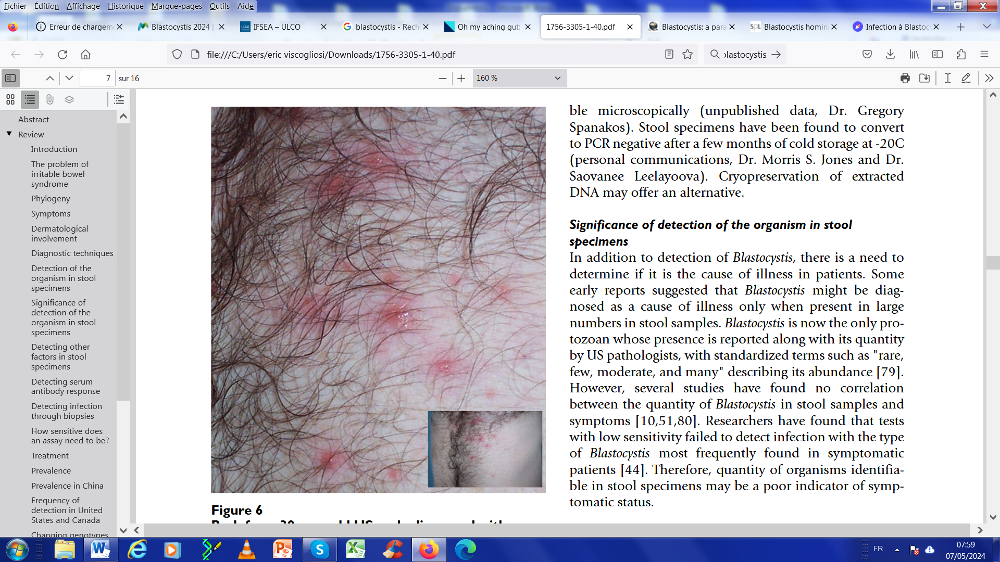 Fichier Édition Affichage Historique Marque-pages Outils Aide
Erreur de chargeme
Blastocystis 2024 |
IFSEA – ULCO
blastocystis - Rech
Oh my aching gut:
1756-3305-1-40.pdf
Blastocystis: a para
Blastocystis homini
Infection à Blastoc
file:///C:/Users/eric viscogliosi/Downloads/1756-3305-1-40.pdf
lastocystis
7 sur 16
160 %
Abstract
Review
Introduction
The problem of
irritable bowel
syndrome
Phylogeny
Symptoms
Dermatological
involvement
Diagnostic techniques
Detection of the
organism in stool
specimens
Significance of
detection of the
organism in stool
specimens
Detecting other
factors in stool
specimens
Detecting serum
antibody response
Detecting infection
through biopsies
How sensitive does
an assay need to be?
Treatment
Prevalence
Prevalence in China
Frequency of
detection in United
States and Canada
Changing genotypes
Figure 6
ble microscopically (unpublished data, Dr. Gregory
Spanakos). Stool specimens have been found to convert
to PCR negative after a few months of cold storage at -20C
(personal communications, Dr. Morris S. Jones and Dr.
Saovanee Leelayoova). Cryopreservation of extracted
DNA may offer an alternative.
Significance of detection of the organism in stool
specimens
In addition to detection of Blastocystis, there is a need to
determine if it is the cause of illness in patients. Some
early reports suggested that Blastocystis might be diag-
nosed as a cause of illness only when present in large
numbers in stool samples. Blastocystis is now the only pro-
tozoan whose presence is reported along with its quantity
by US pathologists, with standardized terms such as "rare,
few, moderate, and many" describing its abundance [79].
However, several studies have found no correlation
between the quantity of Blastocystis in stool samples and
symptoms [10,51,80]. Researchers have found that tests
with low sensitivity failed to detect infection with the type
of Blastocystis most frequently found in symptomatic
patients [44]. Therefore, quantity of organisms identifia-
ble in stool specimens may be a poor indicator of symp-
tomatic status.
FR
07:59
07/05/2024